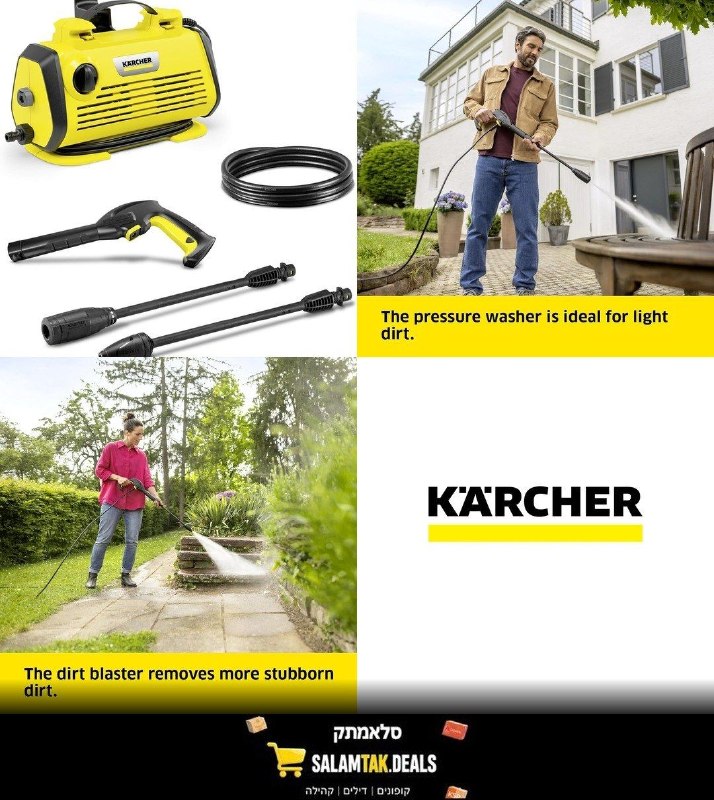 KÄRCHER
The pressure washer is ideal for light
dirt.
KÄRCHER
The dirt blaster removes more stubborn
dirt.
סלאמתק
SALAMTAK.DEALS
קופונים | דילים | קהילה